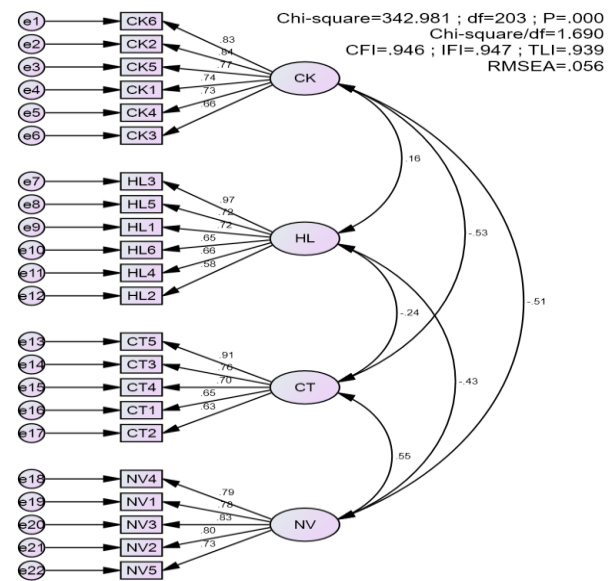 Chi-square=342.981 ; df=203 ; P=.000
Chi-square/df=1.690
CFI=.946 ; IFI=.947 ; TLI=.939
RMSEA=.056
e1 CK6 .83
e2 CK2 .84
e3 CK5 .77
e4 CK1 .74
e5 CK4 .73
e6 CK3 .66
CK
.16
e7 HL3 .97
e8 HL5 .72
e9 HL1 .72
e10 HL6 .65
e11 HL4 .66
e12 HL2 .58
HL
-.53
-.24
-.51
e13 CT5 .91
e14 CT3 .76
e15 CT4 .70
e16 CT1 .65
e17 CT2 .63
CT
-.43
.55
e18 NV4 .79
e19 NV1 .78
e20 NV3 .83
e21 NV2 .80
e22 NV5 .73
NV